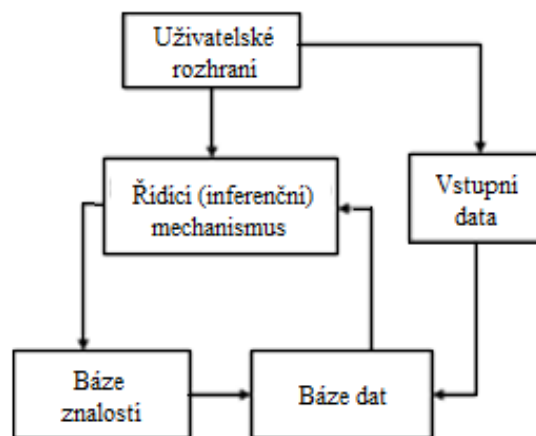 Uživatelské
rozhraní
Řídicí (inferenční)
mechanismus
Vstupní
data
Báze
znalostí
Báze dat